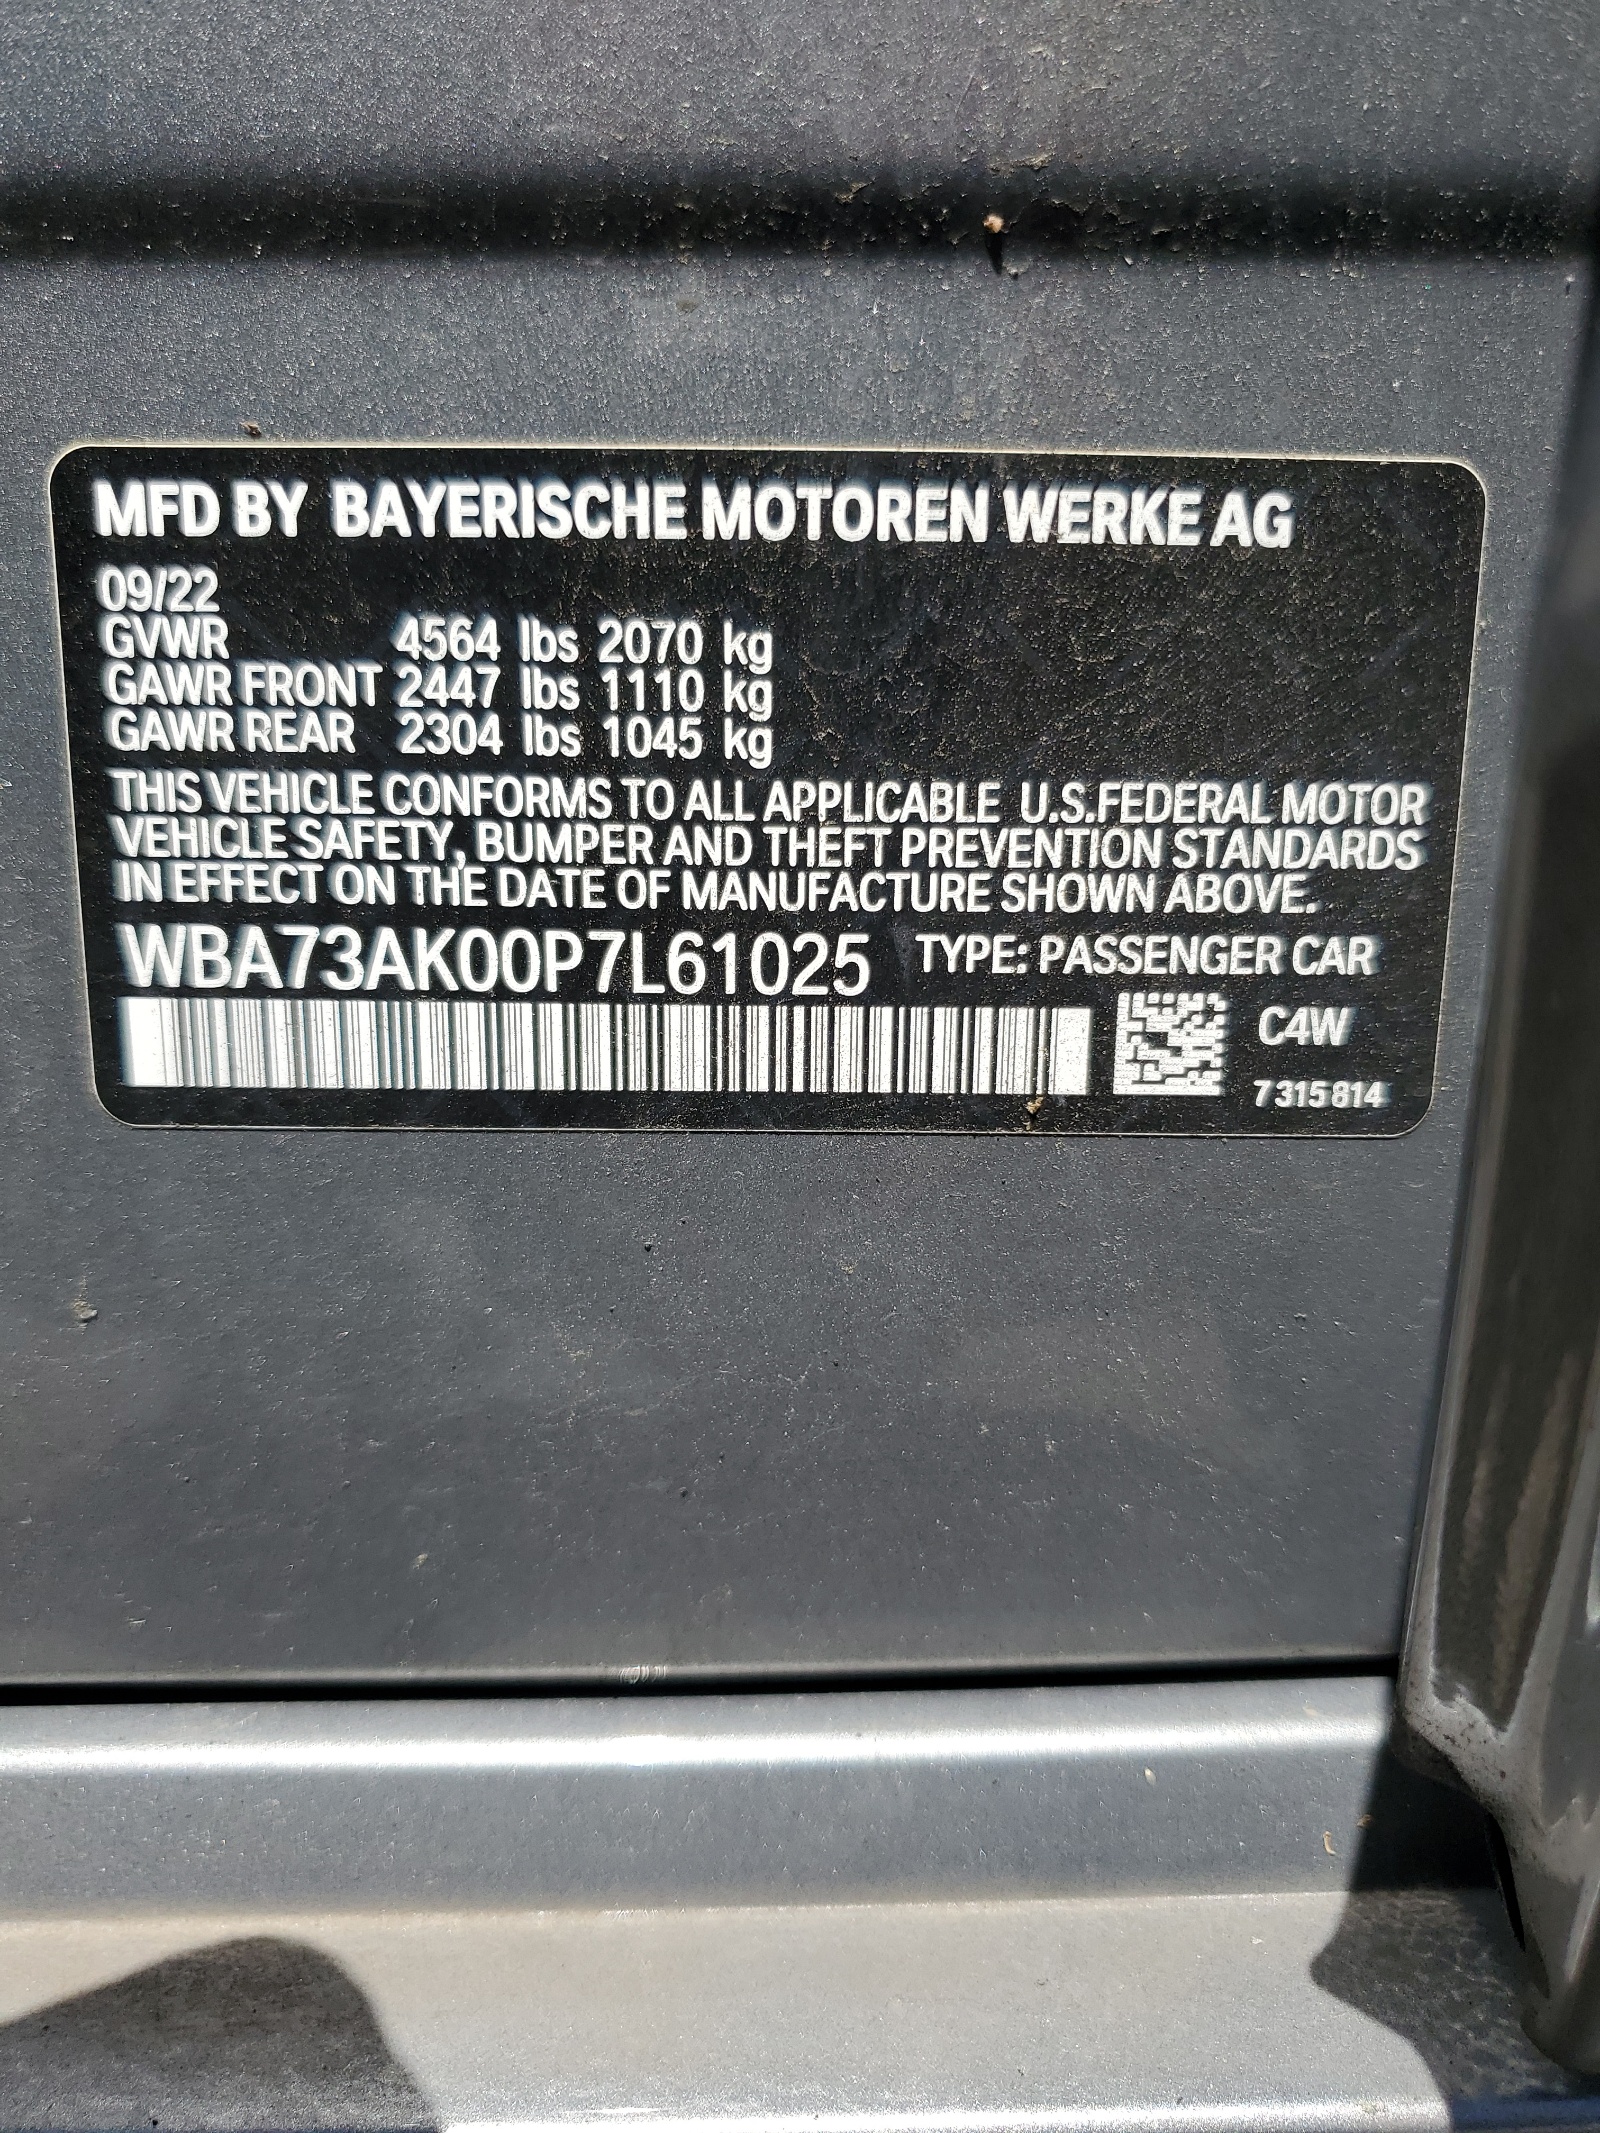 MFD BY BAYERISCHE MOTOREN WERKE AG
09/22
GVWR 4564 lbs 2070 kg
GAWR FRONT 2447 lbs 1110 kg
GAWR REAR 2304 lbs 1045 kg
THIS VEHICLE CONFORMS TO ALL APPLICABLE U.S.FEDERAL MOTOR
VEHICLE SAFETY, BUMPER AND THEFT PREVENTION STANDARDS
IN EFFECT ON THE DATE OF MANUFACTURE SHOWN ABOVE.
WBA73AK00P7L61025 TYPE: PASSENGER CAR
C4W
7315814